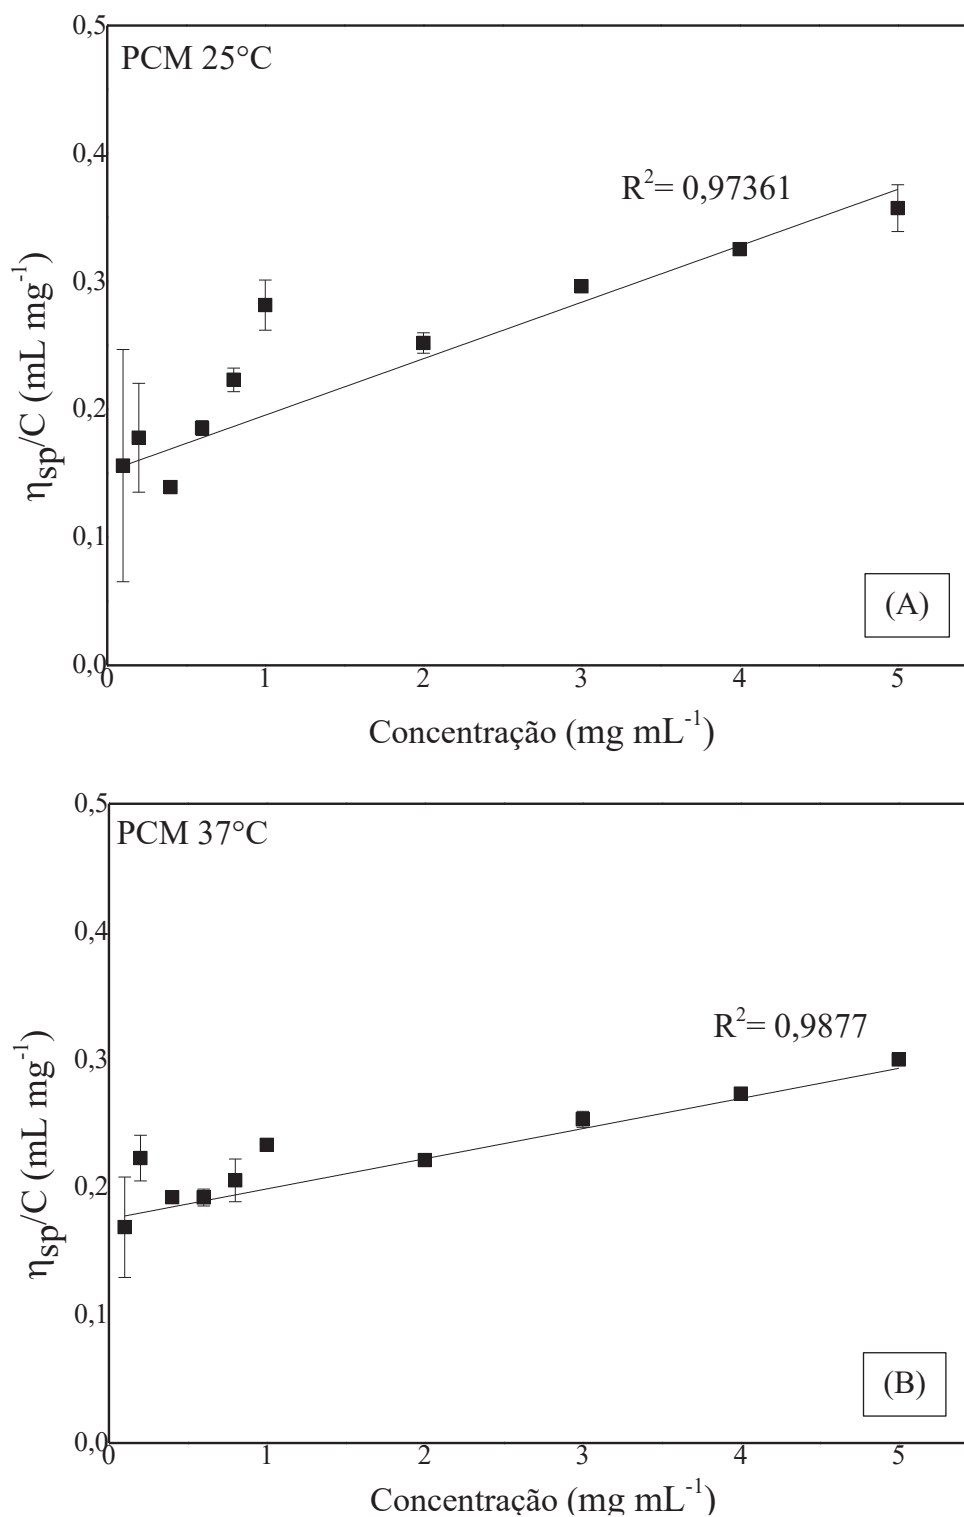 0,5
PCM 25°C
0,4
R²= 0,97361
0,3
ηsp/C (mL mg⁻¹)
0,2
0,1
(A)
0,0
0 1 2 3 4 5
Concentração (mg mL⁻¹)
0,5
PCM 37°C
0,4
R²= 0,9877
0,3
ηsp/C (mL mg⁻¹)
0,2
0,1
(B)
0,0
0 1 2 3 4 5
Concentração (mg mL⁻¹)